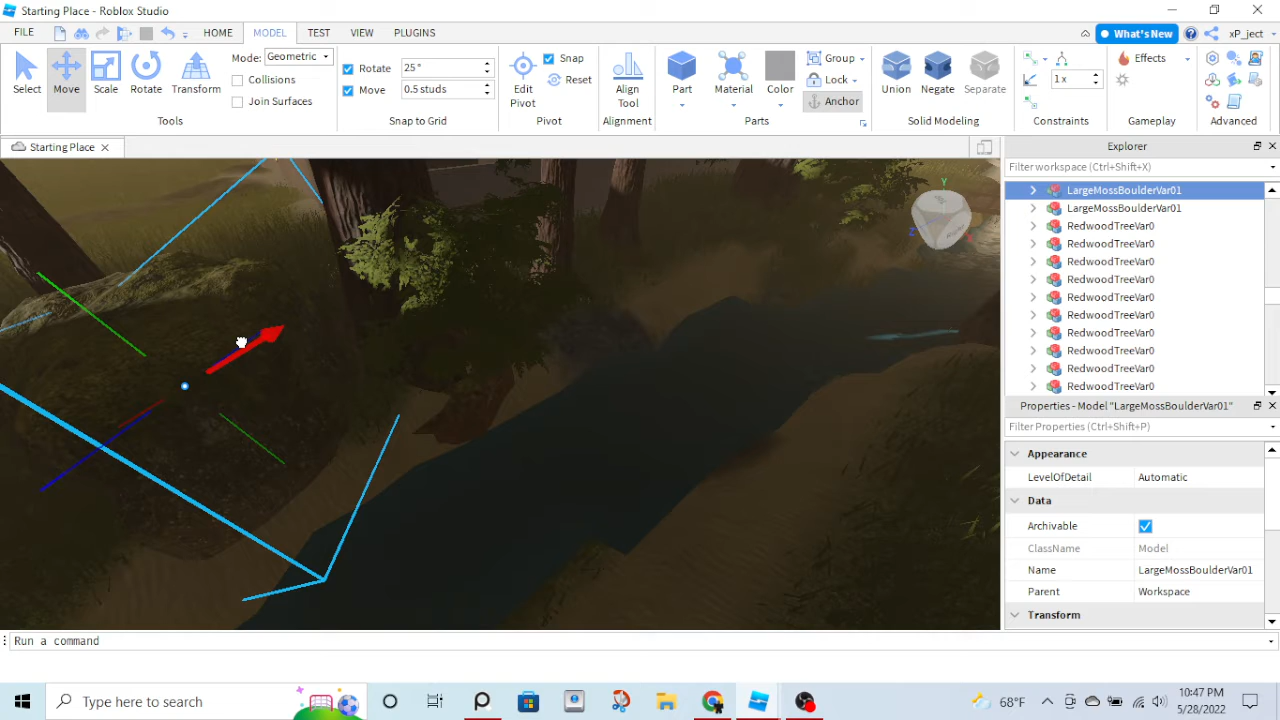 Starting Place - Roblox Studio
FILE
HOME
MODEL
TEST
VIEW
PLUGINS
What's New
xP_ject
Select
Move
Scale
Rotate
Transform
Mode:
Geometric
Collisions
Join Surfaces
Tools
Rotate
25°
Move
0.5 studs
Snap to Grid
Edit
Pivot
Snap
Reset
Pivot
Align
Tool
Alignment
Part
Material
Color
Group
Lock
Anchor
Parts
Union
Negate
Separate
Solid Modeling
1 x
Constraints
Effects
Gameplay
Advanced
Starting Place
Y
Z
Explorer
Filter workspace (Ctrl+Shift+X)
LargeMossBoulderVar01
LargeMossBoulderVar01
RedwoodTreeVar0
RedwoodTreeVar0
RedwoodTreeVar0
RedwoodTreeVar0
RedwoodTreeVar0
RedwoodTreeVar0
RedwoodTreeVar0
RedwoodTreeVar0
RedwoodTreeVar0
RedwoodTreeVar0
Properties - Model "LargeMossBoulderVar01"
Filter Properties (Ctrl+Shift+P)
Appearance
LevelOfDetail
Automatic
Data
Archivable
ClassName
Model
Name
LargeMossBoulderVar01
Parent
Workspace
Transform
Run a command
Type here to search
68°F
10:47 PM
5/28/2022